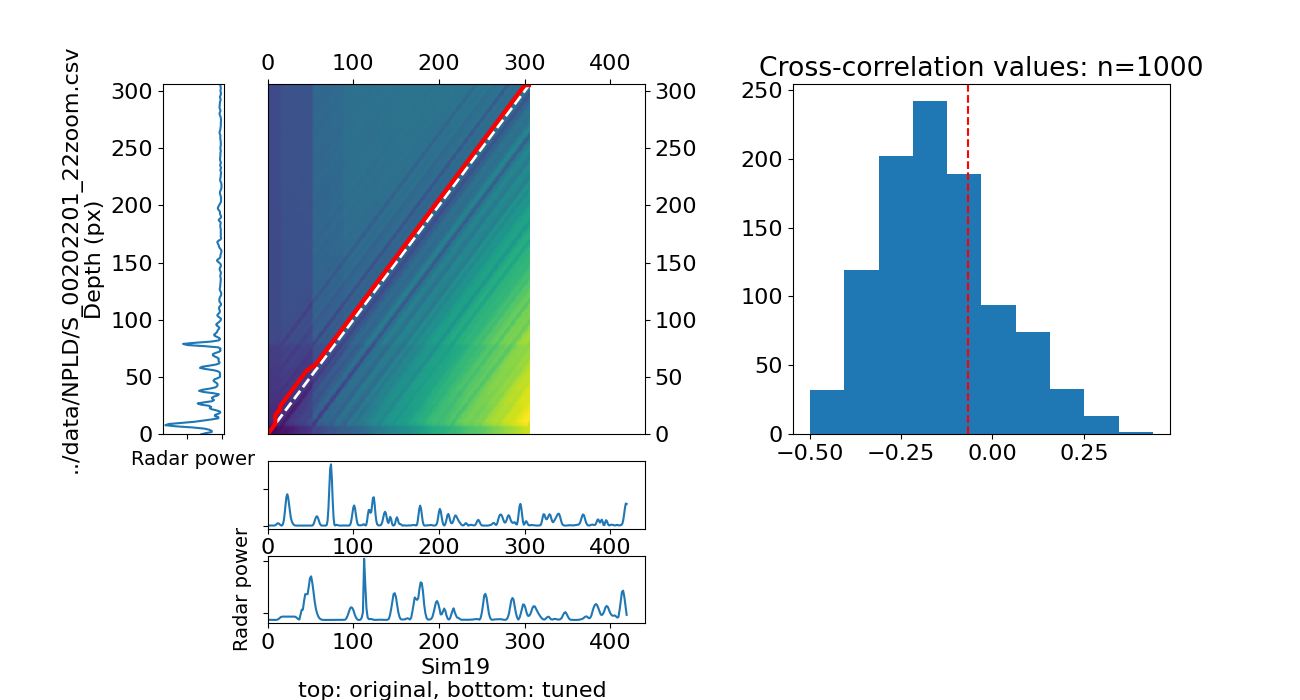 Cross-correlation values: n=1000
../data/NPLD/S_00202201_22zoom.csv
Depth (px)
0 100 200 300 400
300
250
200
150
100
50
0
300
250
200
150
100
50
0
250
200
150
100
50
0
−0.50 −0.25 0.00 0.25
Radar power
0 100 200 300 400
Radar power
0 100 200 300 400
Sim19
top: original, bottom: tuned